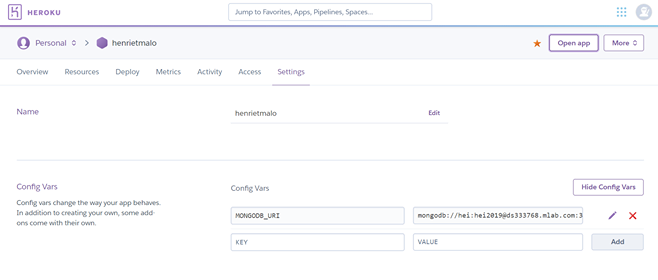 HEROKU
Jump to Favorites, Apps, Pipelines, Spaces...
Personal henrietmalo
Open app
More
Overview Resources Deploy Metrics Activity Access Settings
Name
henrietmalo
Edit
Config Vars
Config vars change the way your app behaves.
In addition to creating your own, some add-
ons come with their own.
Config Vars
Hide Config Vars
MONGODB_URI
mongodb://hei:hei2019@ds333768.mlab.com:3
KEY
VALUE
Add